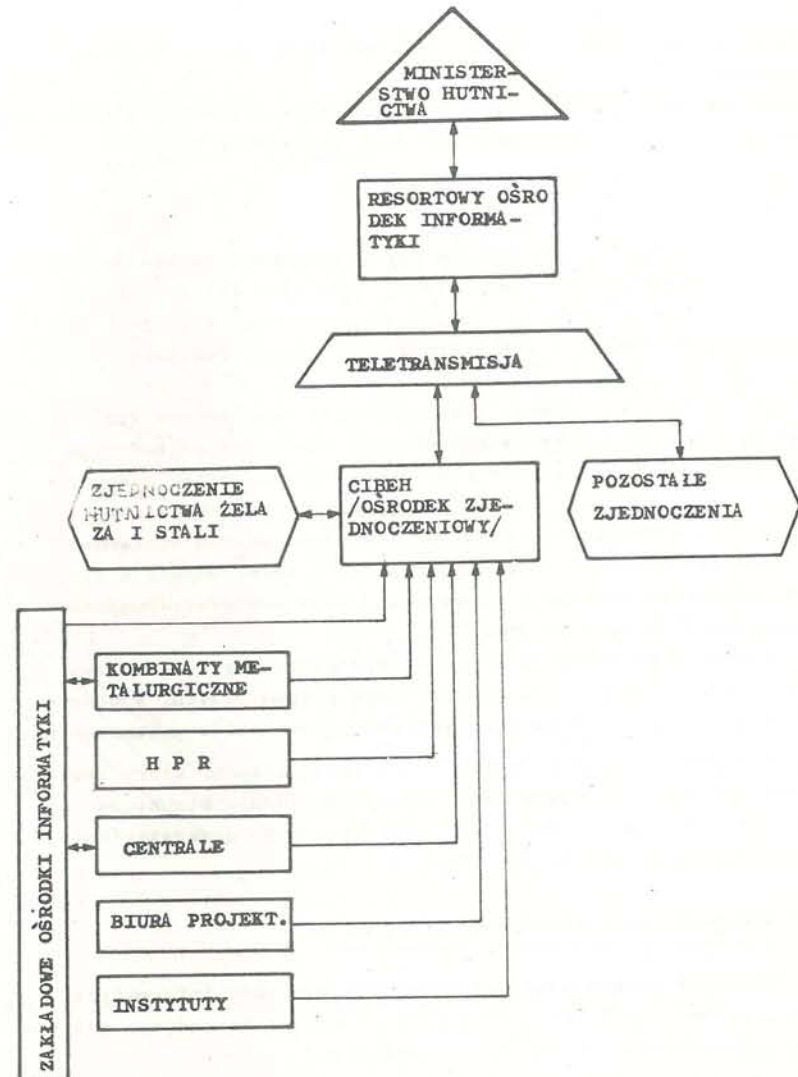 MINISTER-
STWO HUTNI-
CTWA
RESORTOWY OŚRO
DEK INFORMA-
TYKI
TELETRANSMISJA
ZJEDNOCZENIE
HUTNICTWA ŻELA
ZA I STALI
CIBEH
/OŚRODEK ZJE-
DNOCZENIOWY/
POZOSTAŁE
ZJEDNOCZENIA
ZAKŁADOWE OŚRODKI INFORMATYKI
KOMBINATY ME-
TALURGICZNE
H P R
CENTRALE
BIURA PROJEKT.
INSTYTUTY